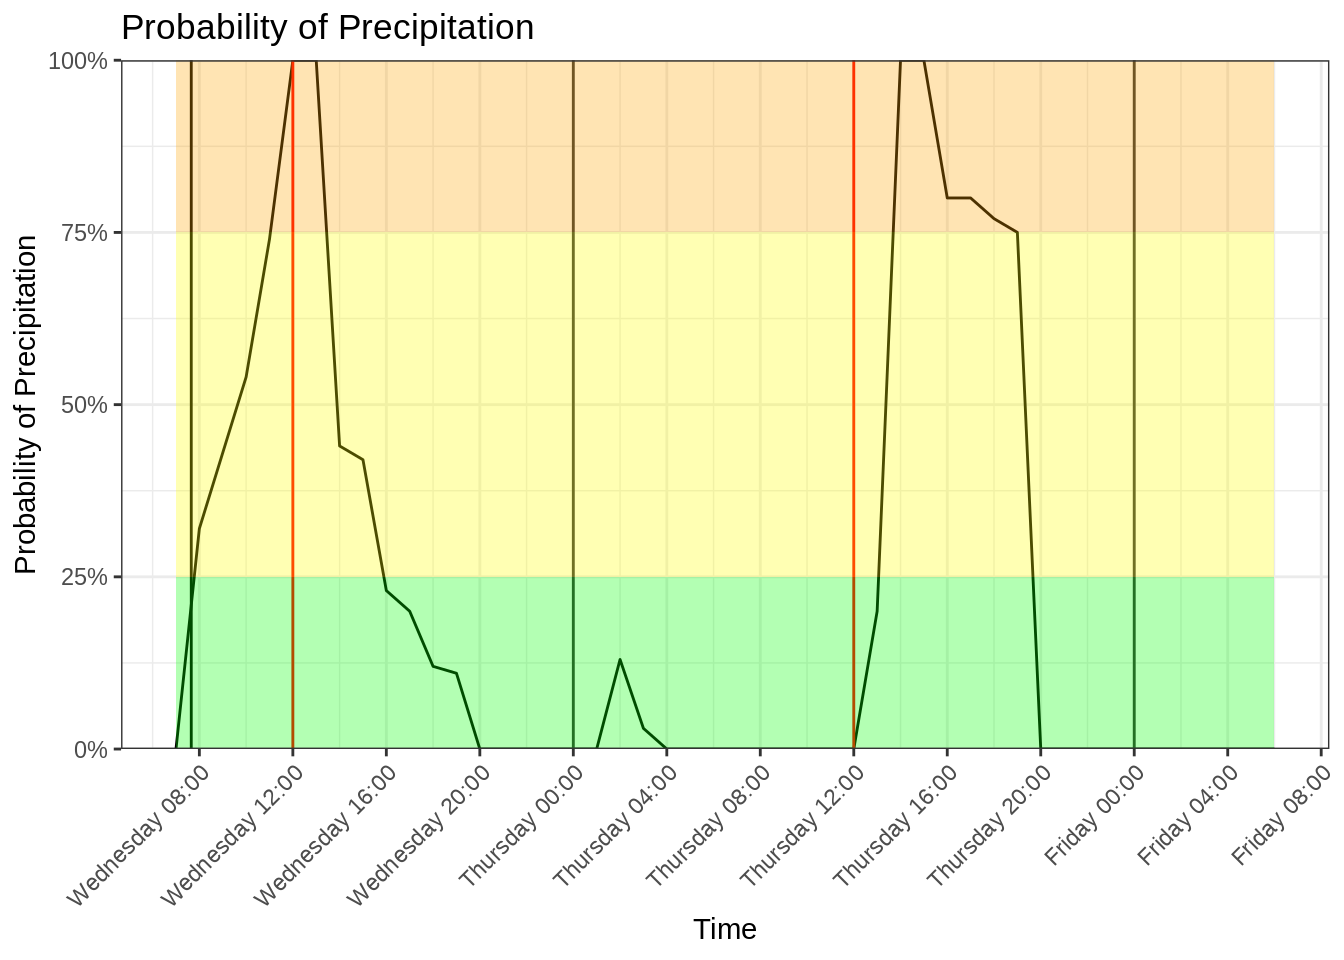 Probability of Precipitation
100%
75%
50%
25%
0%
Probability of Precipitation
Wednesday 08:00
Wednesday 12:00
Wednesday 16:00
Wednesday 20:00
Thursday 00:00
Thursday 04:00
Thursday 08:00
Thursday 12:00
Thursday 16:00
Thursday 20:00
Friday 00:00
Friday 04:00
Friday 08:00
Time